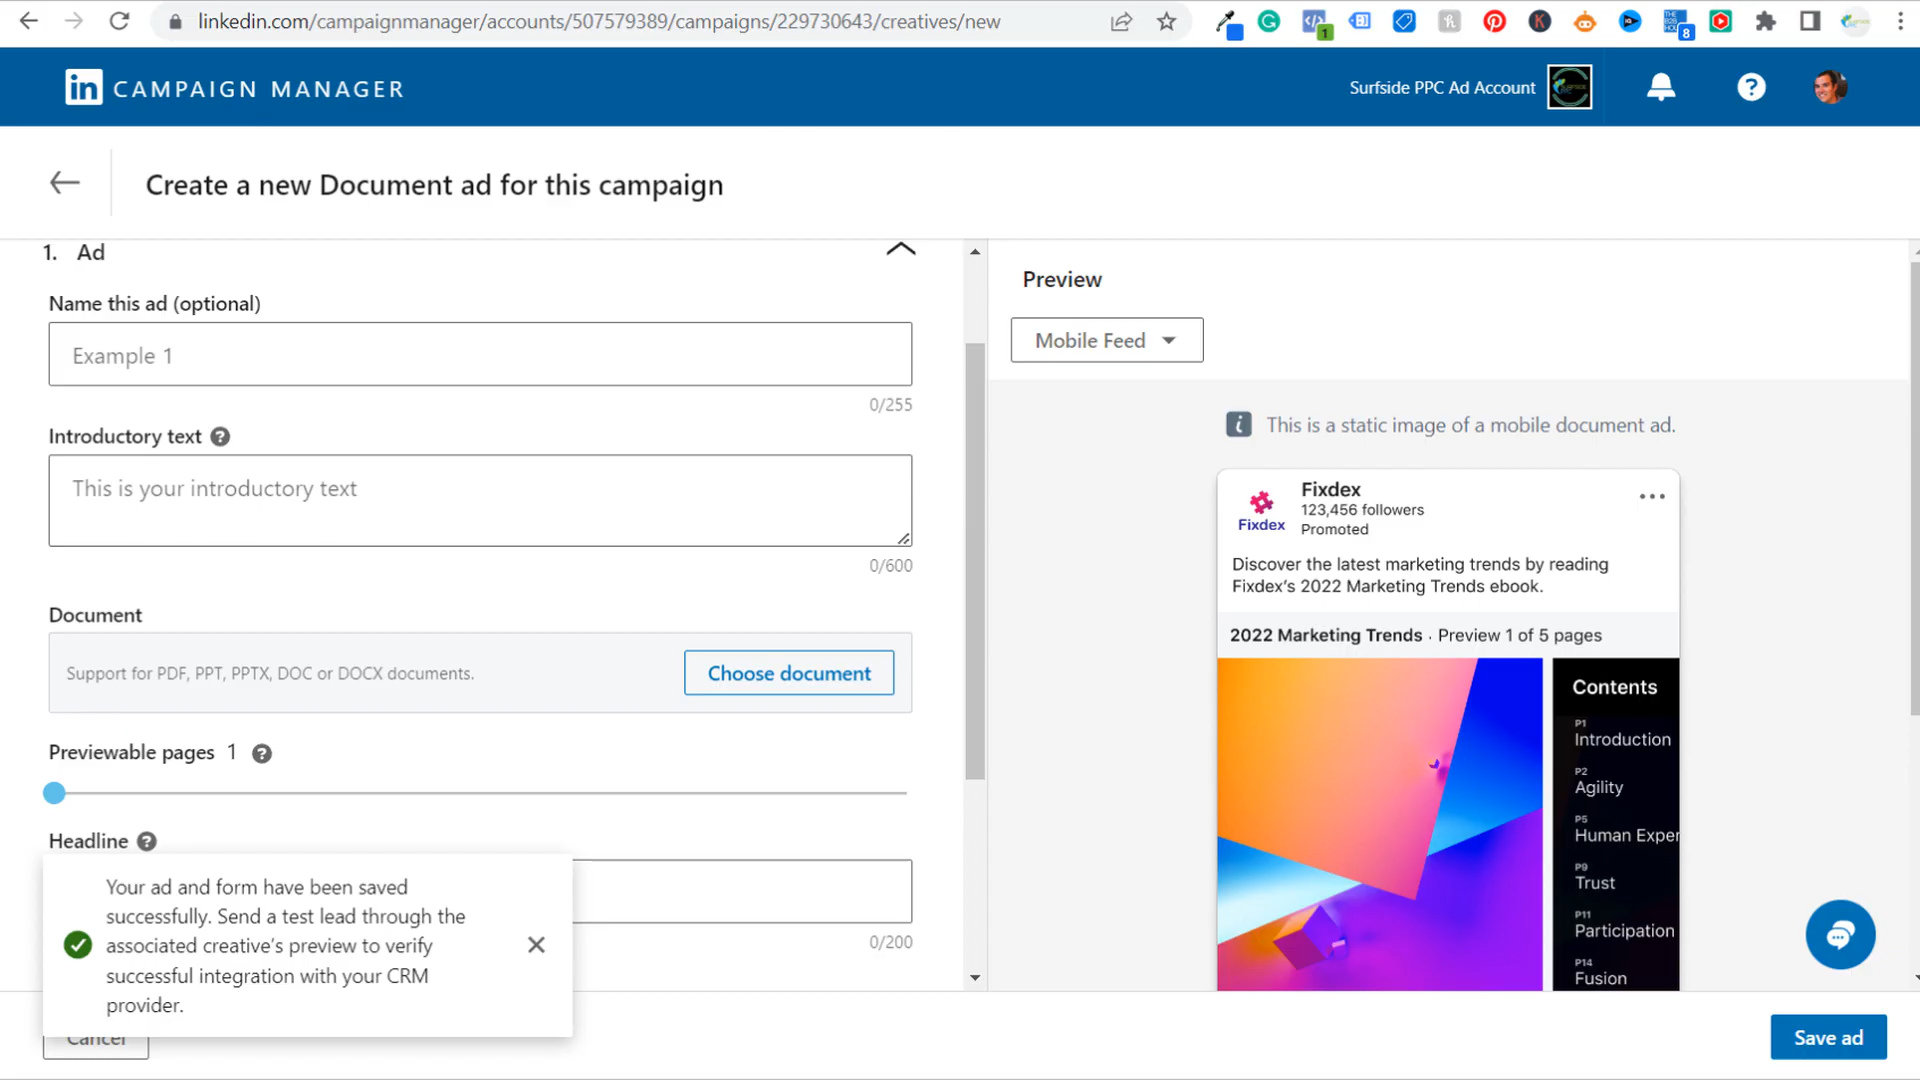 linkedin.com/campaignmanager/accounts/507579389/campaigns/229730643/creatives/new
1
8
in CAMPAIGN MANAGER
Surfside PPC Ad Account
Create a new Document ad for this campaign
1. Ad
Name this ad (optional)
Example 1
0/255
Introductory text
This is your introductory text
0/600
Document
Support for PDF, PPT, PPTX, DOC or DOCX documents.
Choose document
Previewable pages 1
Headline
0/200
Your ad and form have been saved
successfully. Send a test lead through the
associated creative's preview to verify
successful integration with your CRM
provider.
Cancel
Preview
Mobile Feed
This is a static image of a mobile document ad.
Fixdex
Fixdex
123,456 followers
Promoted
Discover the latest marketing trends by reading
Fixdex's 2022 Marketing Trends ebook.
2022 Marketing Trends · Preview 1 of 5 pages
Contents
P1
Introduction
P2
Agility
P5
Human Exper
P9
Trust
P11
Participation
P14
Fusion
Save ad